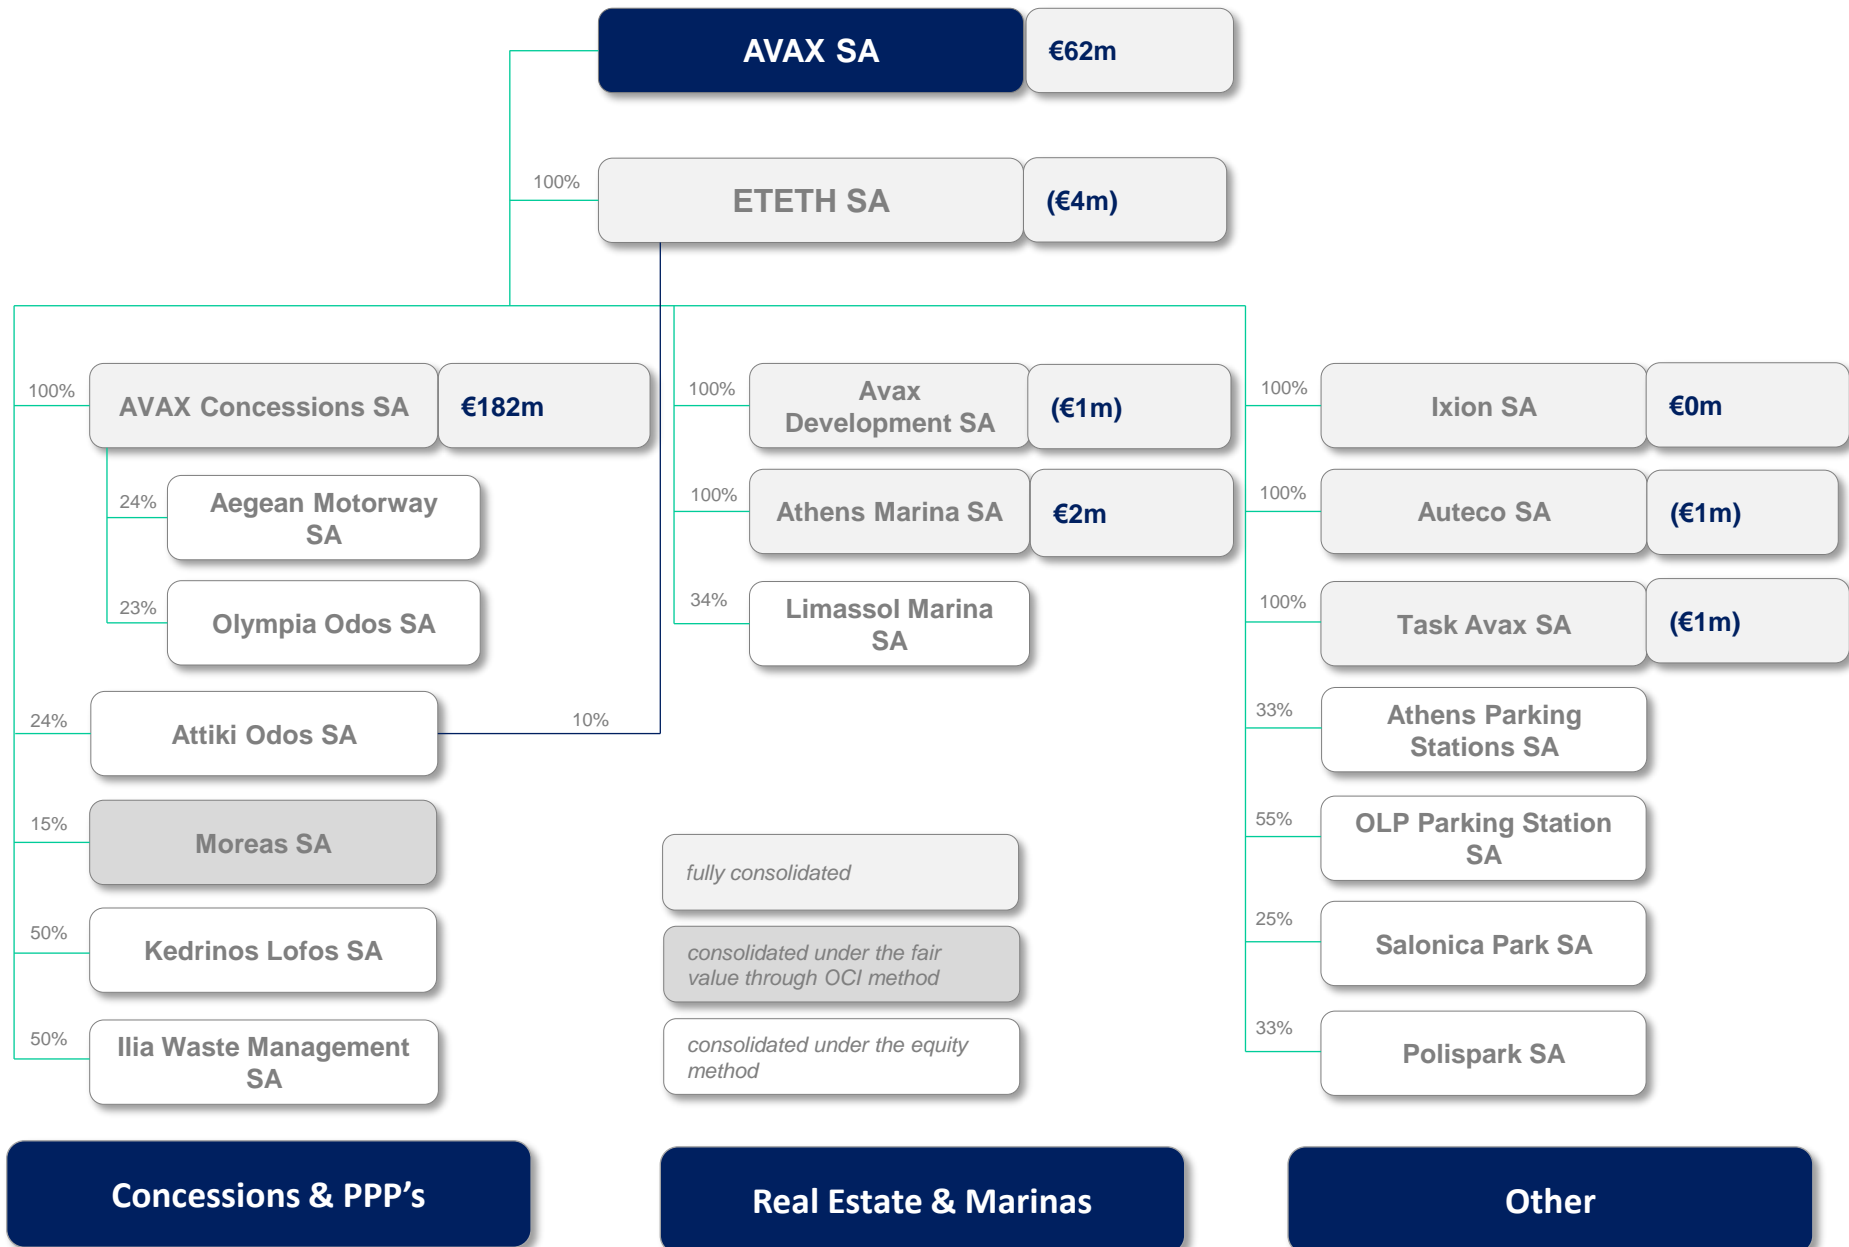 AVAX SA
€62m
100%
ETETH SA
(€4m)
100%
AVAX Concessions SA
€182m
24%
Aegean Motorway
SA
23%
Olympia Odos SA
24%
Attiki Odos SA
10%
15%
Moreas SA
50%
Kedrinos Lofos SA
50%
Ilia Waste Management
SA
100%
Avax
Development SA
(€1m)
100%
Athens Marina SA
€2m
34%
Limassol Marina
SA
fully consolidated
consolidated under the fair
value through OCI method
consolidated under the equity
method
100%
Ixion SA
€0m
100%
Auteco SA
(€1m)
100%
Task Avax SA
(€1m)
33%
Athens Parking
Stations SA
55%
OLP Parking Station
SA
25%
Salonica Park SA
33%
Polispark SA
Concessions & PPP’s
Real Estate & Marinas
Other